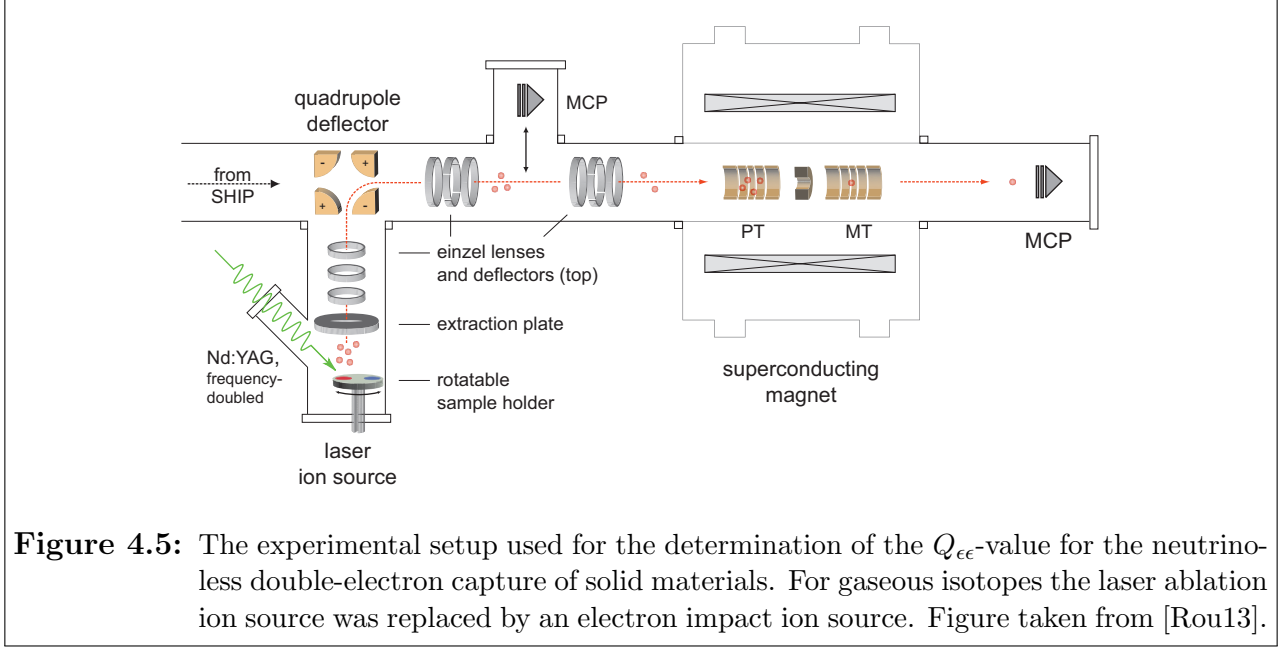 quadrupole
deflector
MCP
from
SHIP
- +
+ -
PT
MT
MCP
einzel lenses
and deflectors (top)
extraction plate
Nd:YAG,
frequency-
doubled
rotatable
sample holder
superconducting
magnet
laser
ion source
Figure 4.5: The experimental setup used for the determination of the Qϵϵ-value for the neutrino-
less double-electron capture of solid materials. For gaseous isotopes the laser ablation
ion source was replaced by an electron impact ion source. Figure taken from [Rou13].